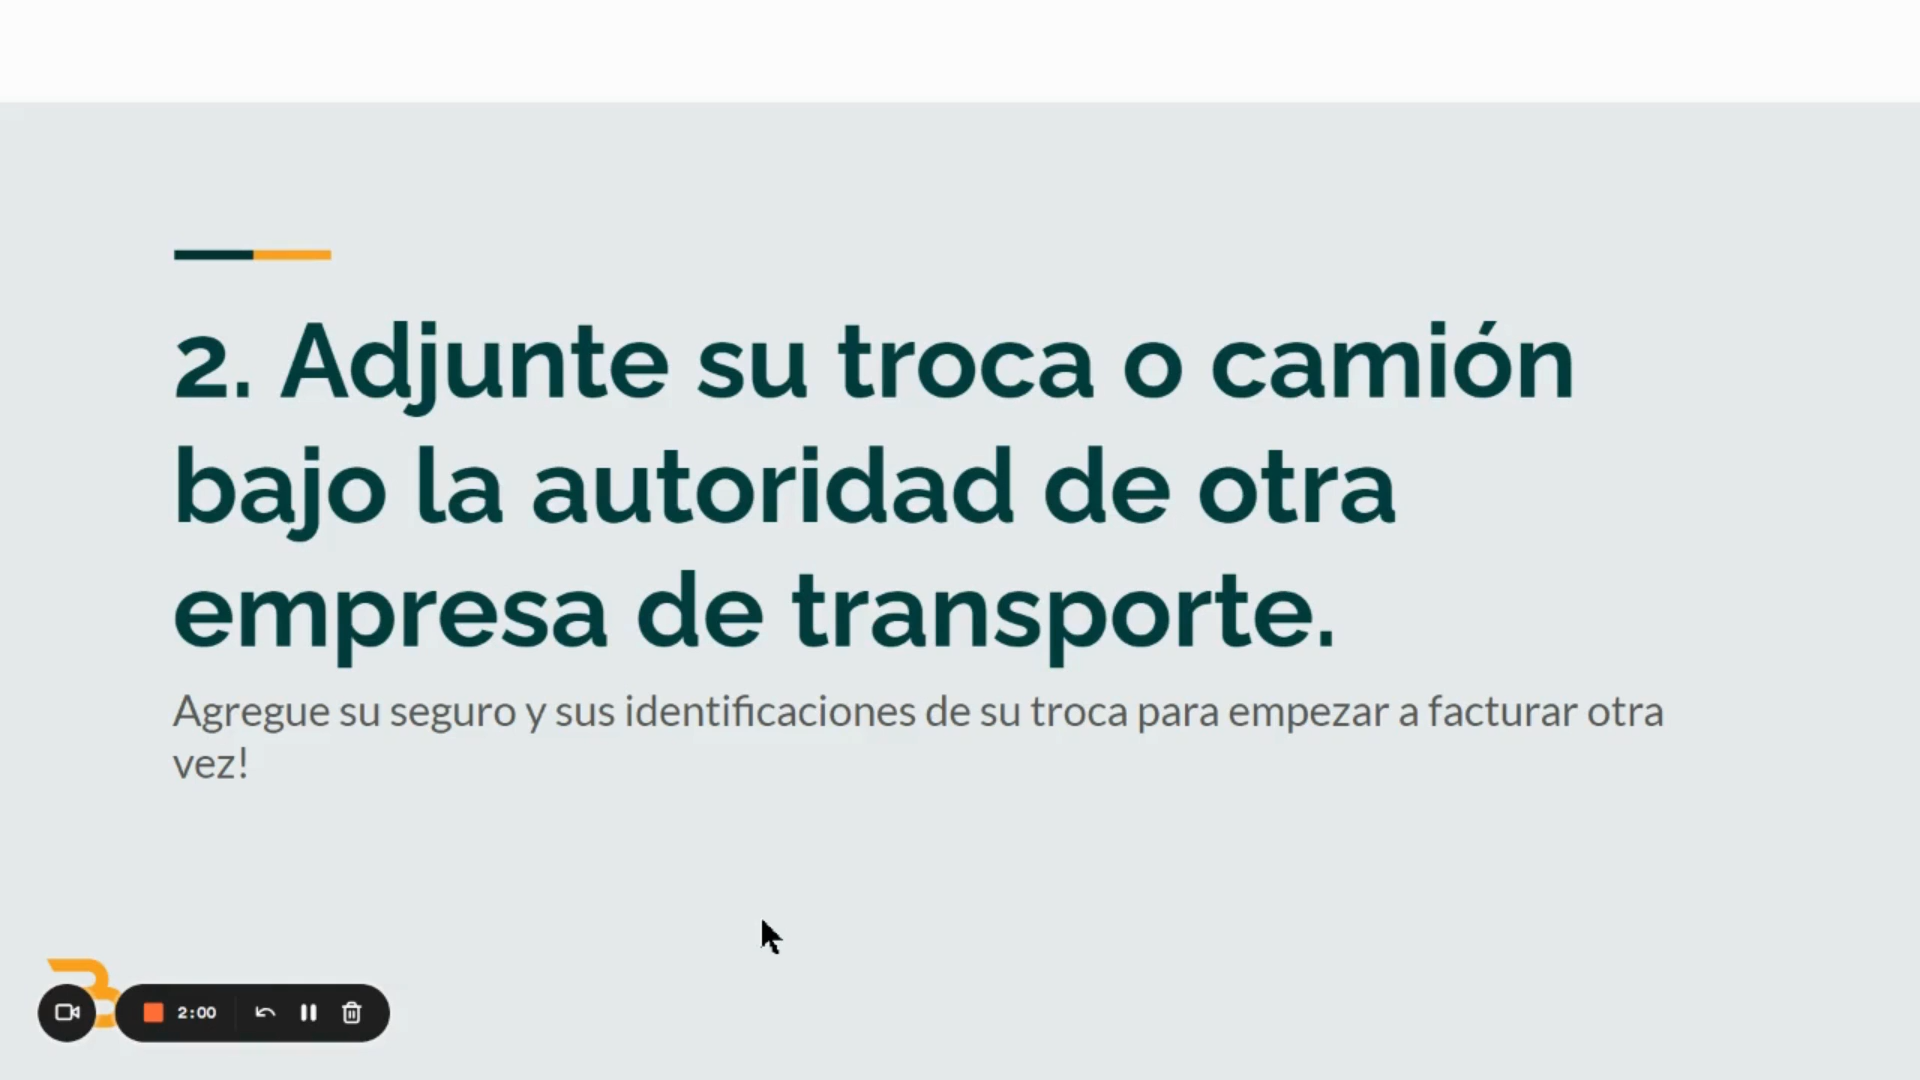 2. Adjunte su troca o camión
bajo la autoridad de otra
empresa de transporte.
Agregue su seguro y sus identificaciones de su troca para empezar a facturar otra
vez!
2:00